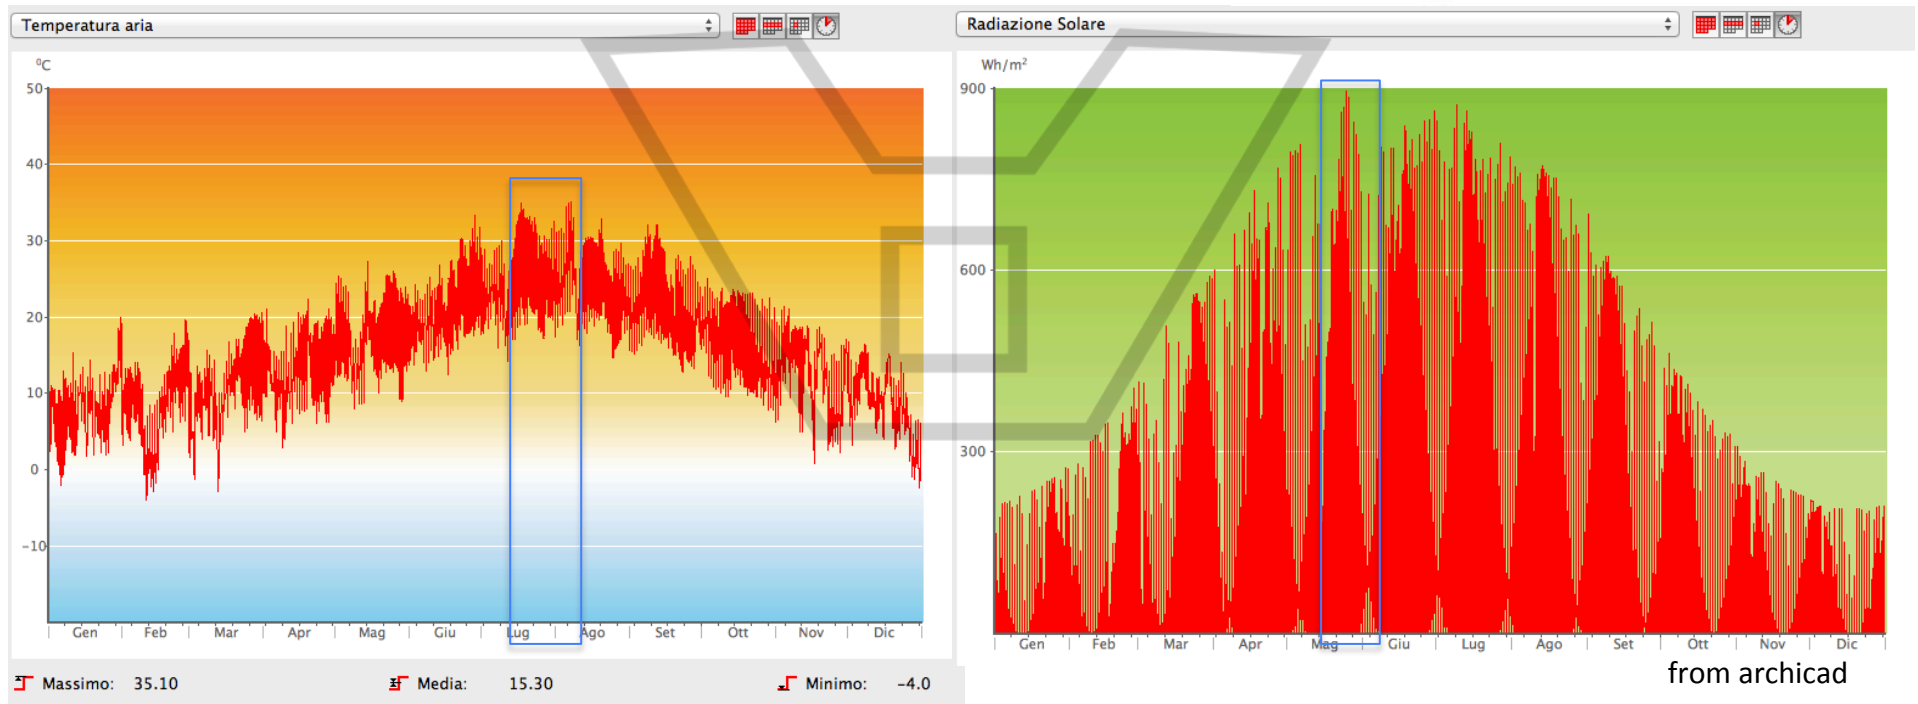 Temperatura aria
°C
50
40
30
20
10
0
-10
Gen Feb Mar Apr Mag Giu Lug Ago Set Ott Nov Dic
Massimo: 35.10 Media: 15.30 Minimo: -4.0
Radiazione Solare
Wh/m²
900
600
300
Gen Feb Mar Apr Mag Giu Lug Ago Set Ott Nov Dic
from archicad